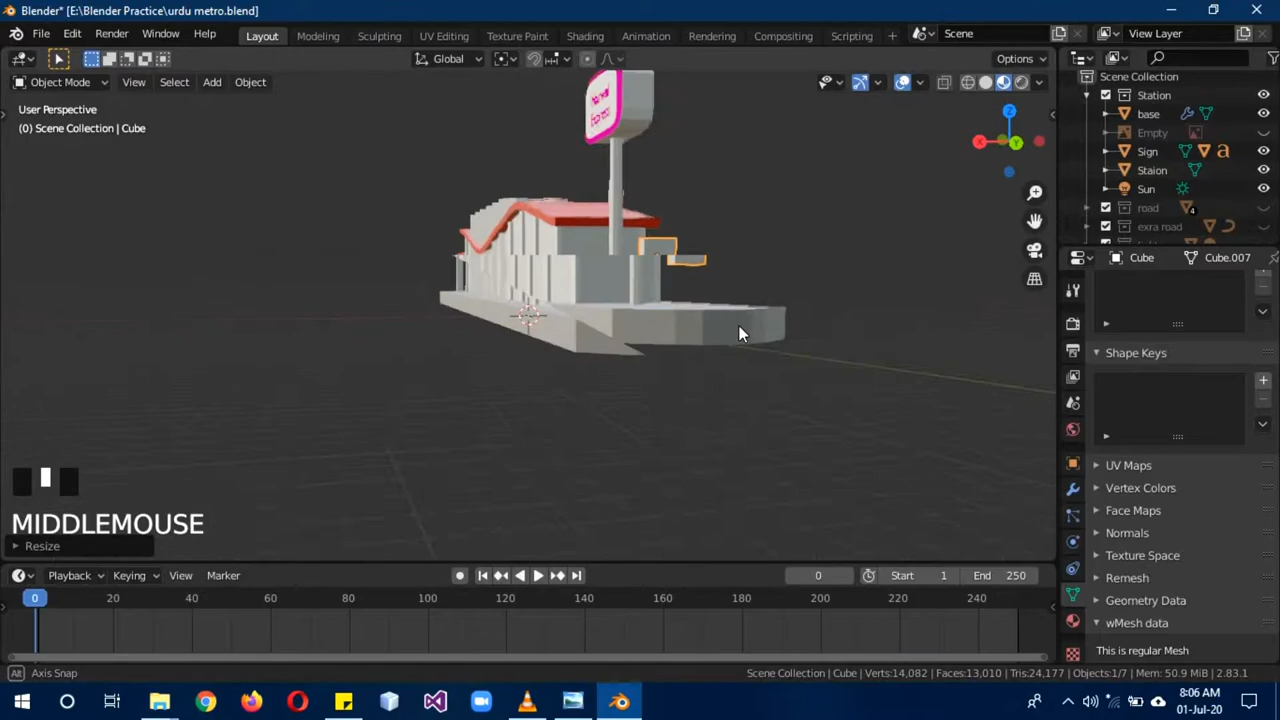 Blender* [E:\Blender Practice\urdu metro.blend]
File Edit Render Window Help
Layout Modeling Sculpting UV Editing Texture Paint Shading Animation Rendering Compositing Scripting +
Scene
View Layer
Global
Options
Object Mode View Select Add Object
User Perspective
(0) Scene Collection | Cube
Z
Y
Scene Collection
Station
base
Empty
Sign
Staion
Sun
road
4
exra road
Cube
Cube.007
Shape Keys
UV Maps
Vertex Colors
Face Maps
Normals
Texture Space
Remesh
Geometry Data
wMesh data
This is regular Mesh
MIDDLEMOUSE
Resize
Playback Keying View Marker
0
Start 1
End 250
0 20 40 60 80 100 120 140 160 180 200 220 240
Alt Axis Snap
Scene Collection | Cube | Verts:14,082 | Faces:13,010 | Tris:24,177 | Objects:1/7 | Mem: 50.9 MiB | 2.83.1
8:06 AM
01-Jul-20